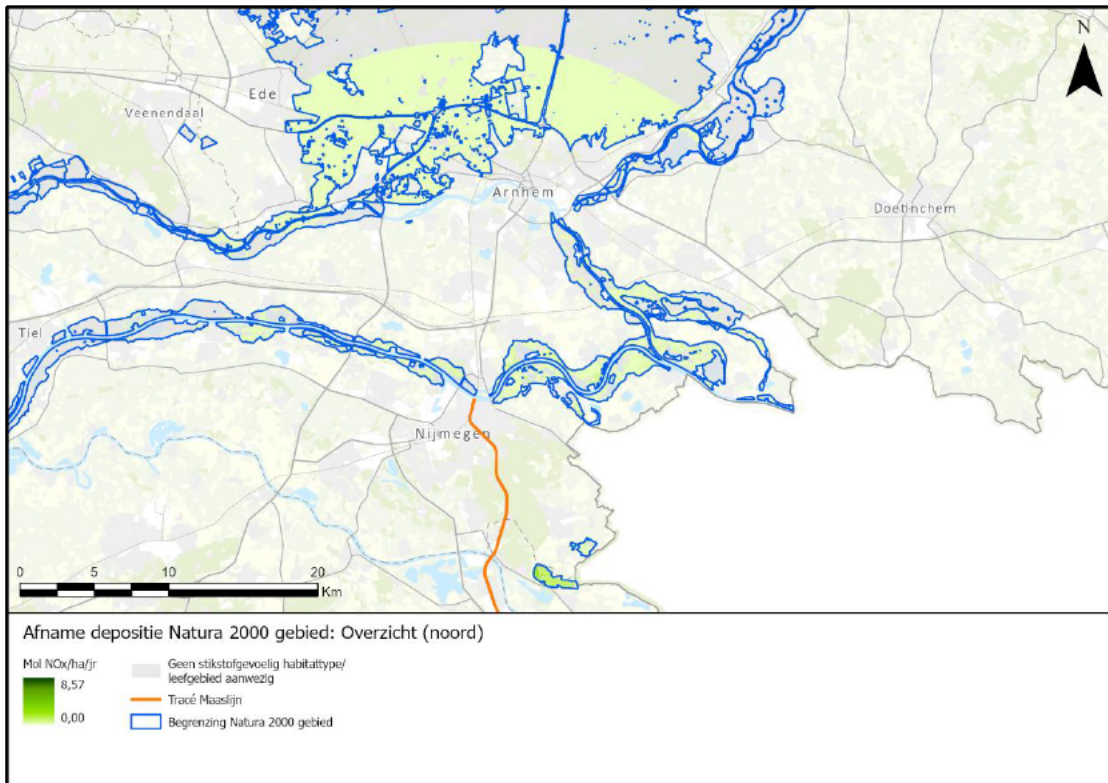 N
Ede
Veenendaal
Arnhem
Doetinchem
Tiel
Nijmegen
0 5 10 20
Km
Afname depositie Natura 2000 gebied: Overzicht (noord)
Mol NOx/ha/jr
8,57
0,00
Geen stikstofgevoelig habitattype/
leefgebied aanwezig
Tracé Maaslijn
Begrenzing Natura 2000 gebied